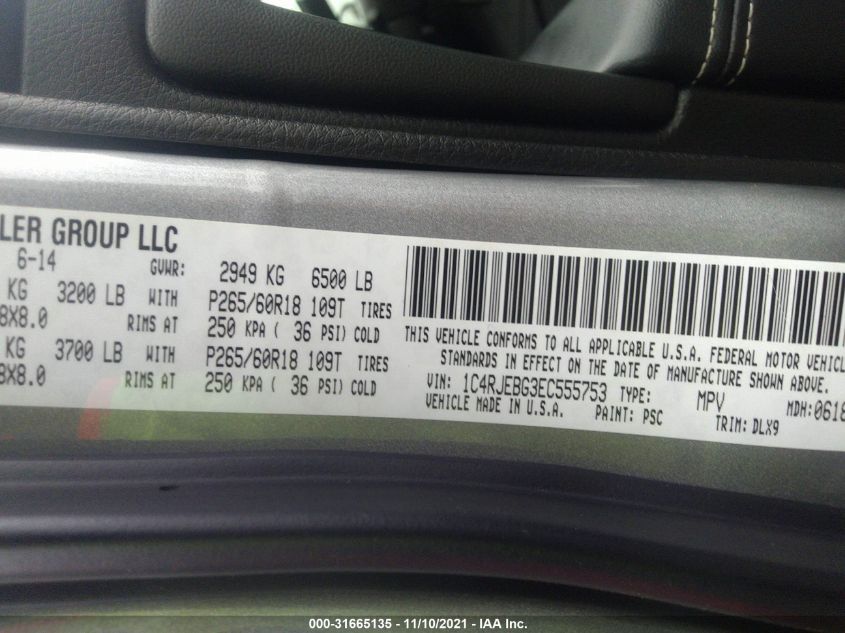 LER GROUP LLC
6-14 GVWR: 2949 KG 6500 LB
KG 3200 LB WITH P265/60R18 109T TIRES
8X8.0 RIMS AT 250 KPA ( 36 PSI) COLD
KG 3700 LB WITH P265/60R18 109T TIRES
8X8.0 RIMS AT 250 KPA ( 36 PSI) COLD
THIS VEHICLE CONFORMS TO ALL APPLICABLE U.S.A. FEDERAL MOTOR VEHICL
STANDARDS IN EFFECT ON THE DATE OF MANUFACTURE SHOWN ABOVE.
VIN: 1C4RJEBG3EC555753 TYPE: MPV MDH:0618
VEHICLE MADE IN U.S.A. PAINT: PSC TRIM: DLX9
000-31665135 - 11/10/2021 - IAA Inc.